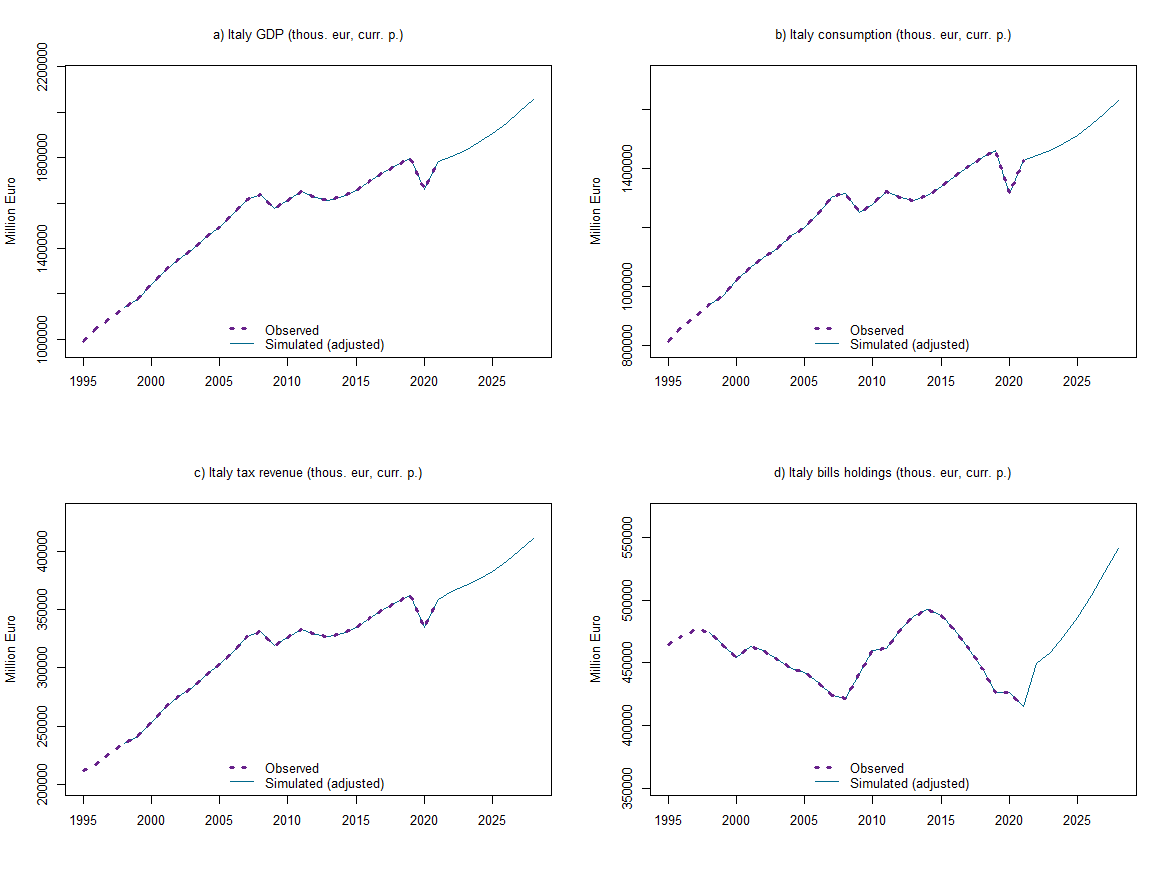 a) Italy GDP (thous. eur, curr. p.)
Million Euro
2200000
1800000
1400000
1000000
Observed
Simulated (adjusted)
1995 2000 2005 2010 2015 2020 2025
b) Italy consumption (thous. eur, curr. p.)
Million Euro
1400000
1000000
800000
Observed
Simulated (adjusted)
1995 2000 2005 2010 2015 2020 2025
c) Italy tax revenue (thous. eur, curr. p.)
Million Euro
400000
350000
300000
250000
200000
Observed
Simulated (adjusted)
1995 2000 2005 2010 2015 2020 2025
d) Italy bills holdings (thous. eur, curr. p.)
Million Euro
550000
500000
450000
400000
350000
Observed
Simulated (adjusted)
1995 2000 2005 2010 2015 2020 2025